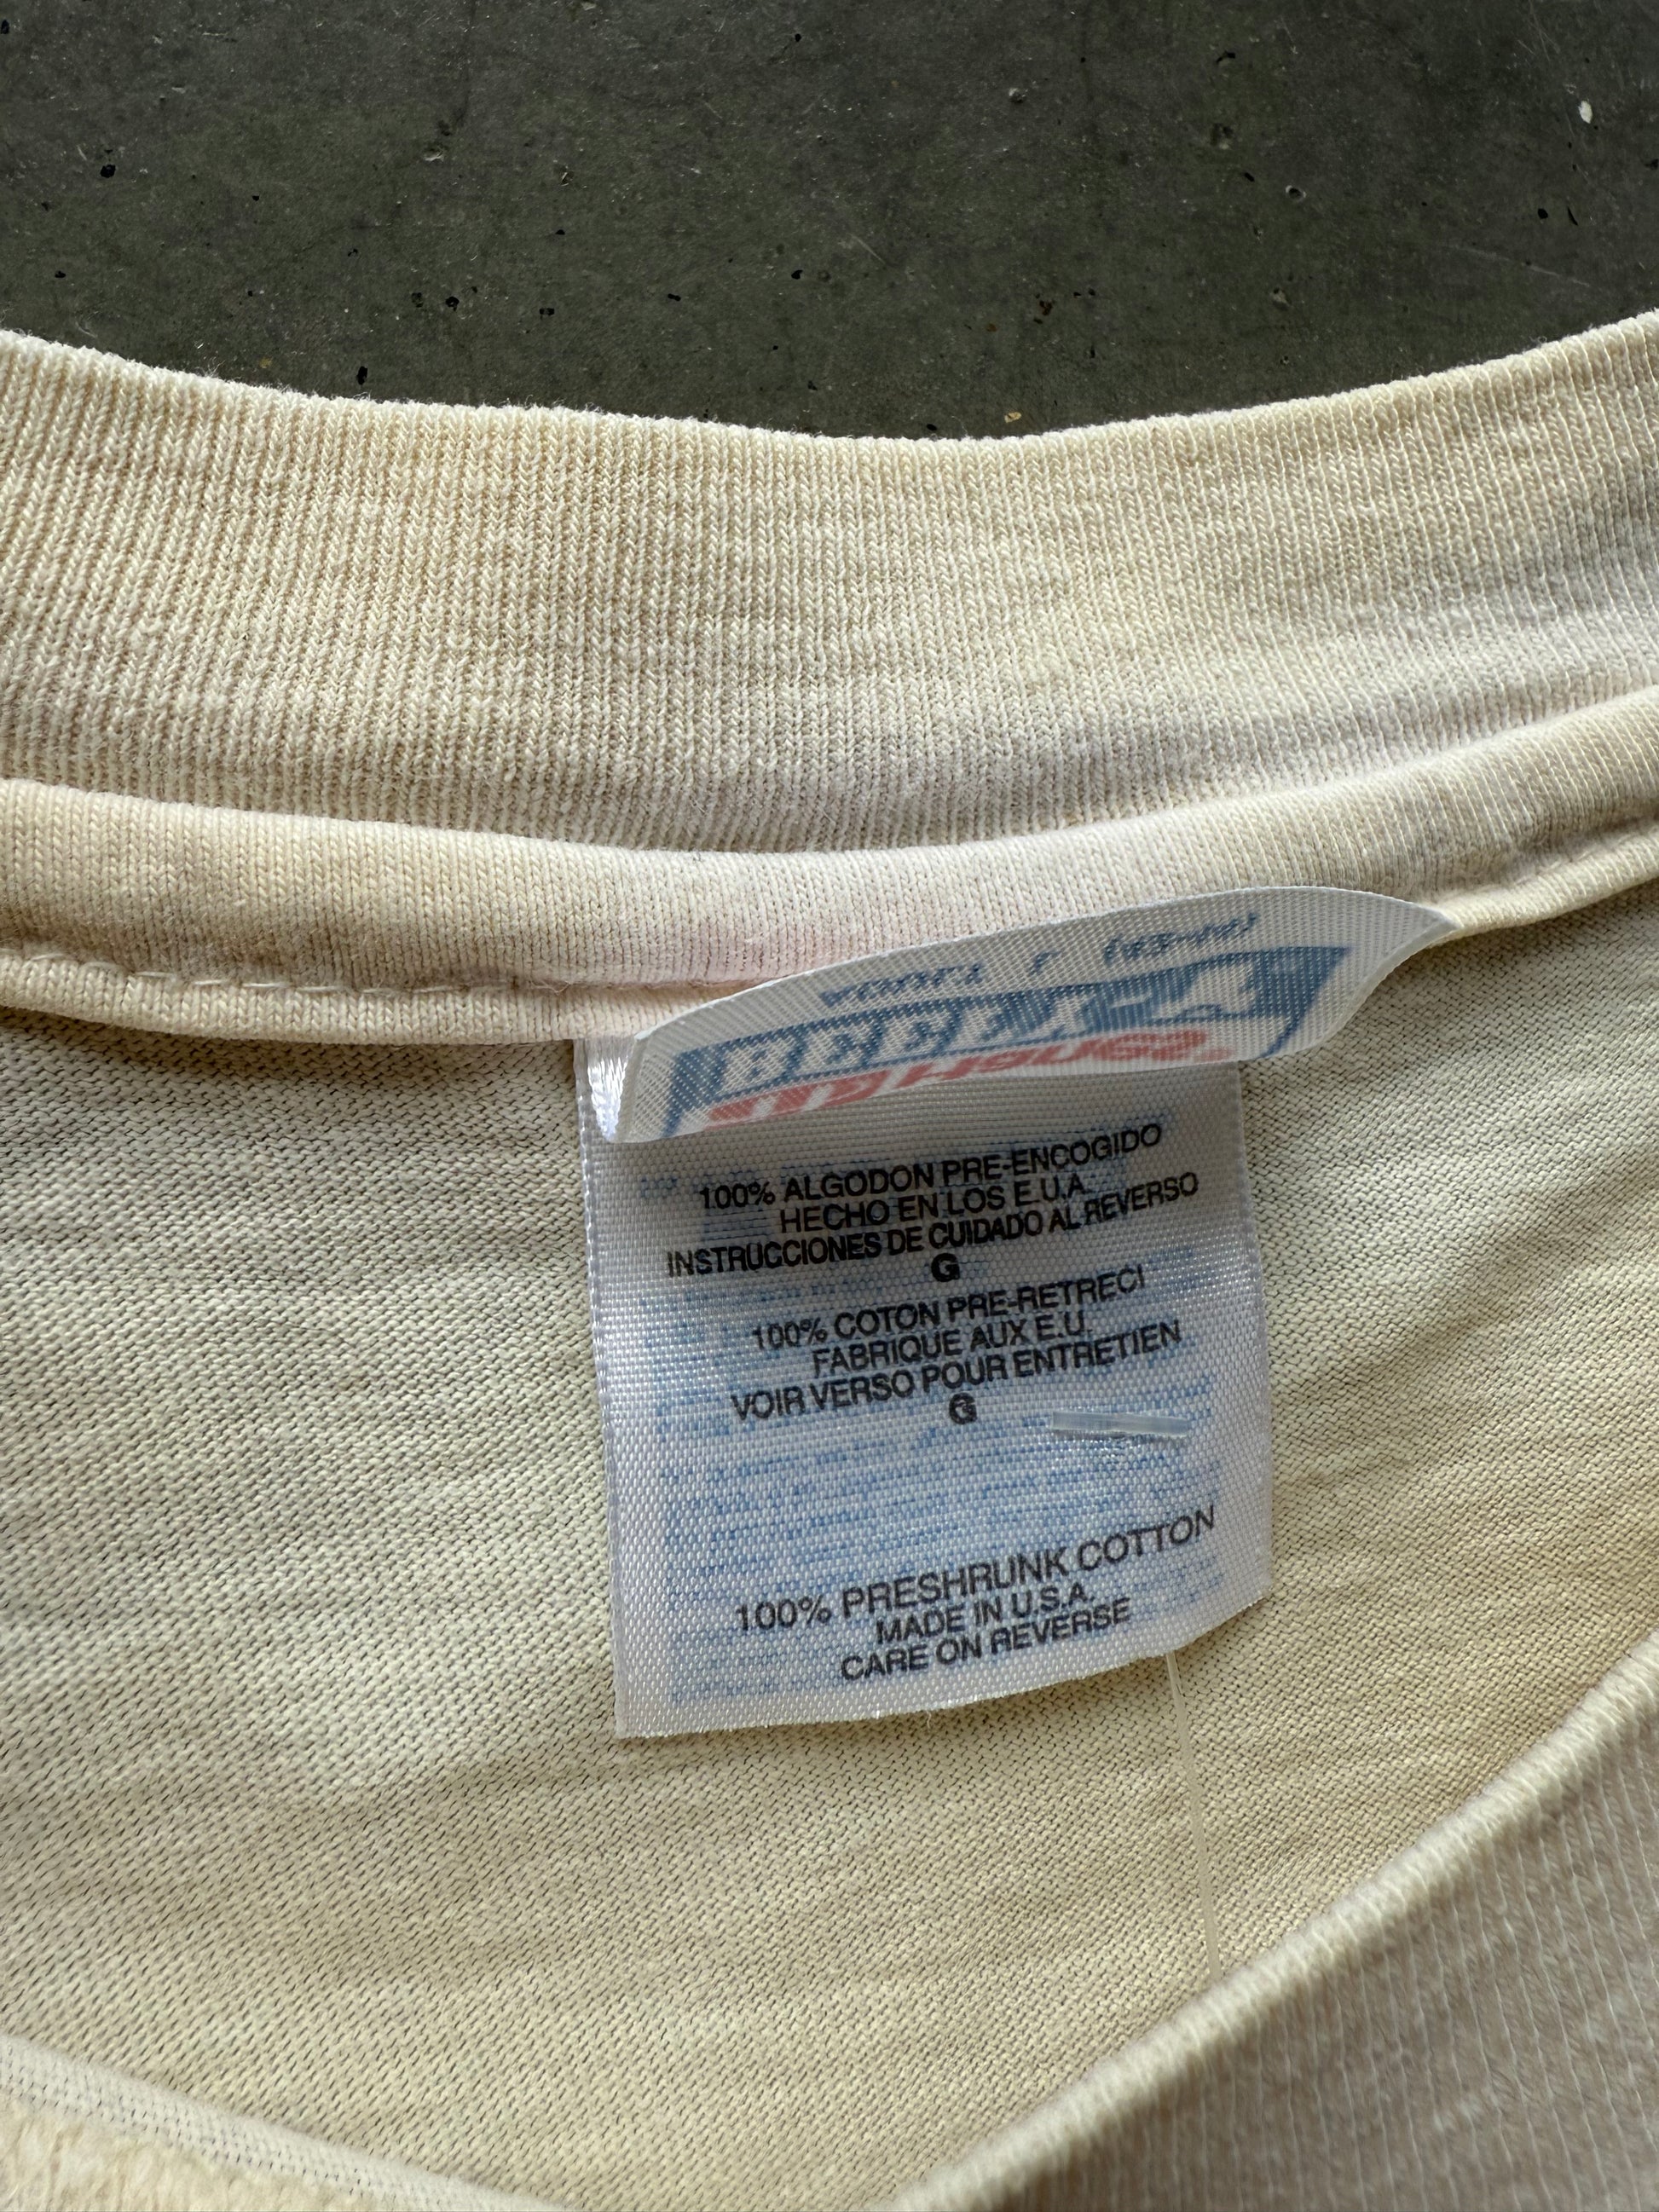 100% ALGODON PRE-ENCOGIDO
HECHO EN LOS E.U.A.
INSTRUCCIONES DE CUIDADO AL REVERSO
G
100% COTON PRE-RETRECI
FABRIQUE AUX E.U.
VOIR VERSO POUR ENTRETIEN
G
100% PRESHRUNK COTTON
MADE IN U.S.A.
CARE ON REVERSE